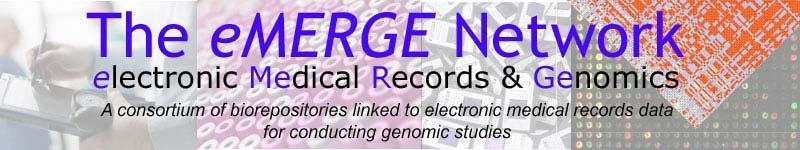 The eMERGE Network
electronic Medical Records & Genomics
A consortium of biorepositories linked to electronic medical records data
for conducting genomic studies